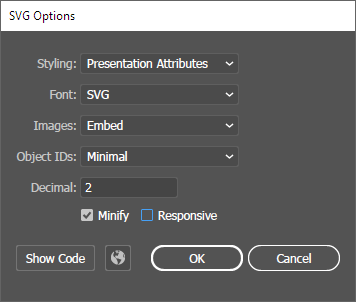 SVG Options
Styling: Presentation Attributes
Font: SVG
Images: Embed
Object IDs: Minimal
Decimal: 2
Minify Responsive
Show Code OK Cancel